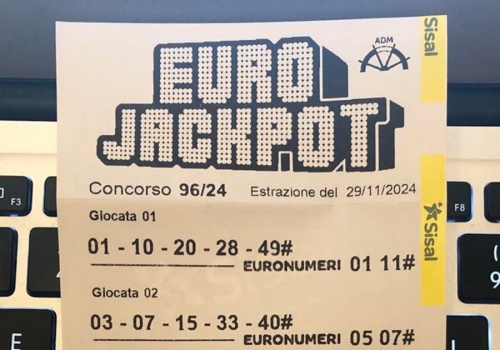 EURO
JACKPOT
ADM
Sisal
Concorso 96/24 Estrazione del 29/11/2024
Giocata 01
01 - 10 - 20 - 28 - 49#
EURONUMERI 01 11#
Sisal
Giocata 02
03 - 07 - 15 - 33 - 40#
EURONUMERI 05 07#
F3
F8
(
9
E